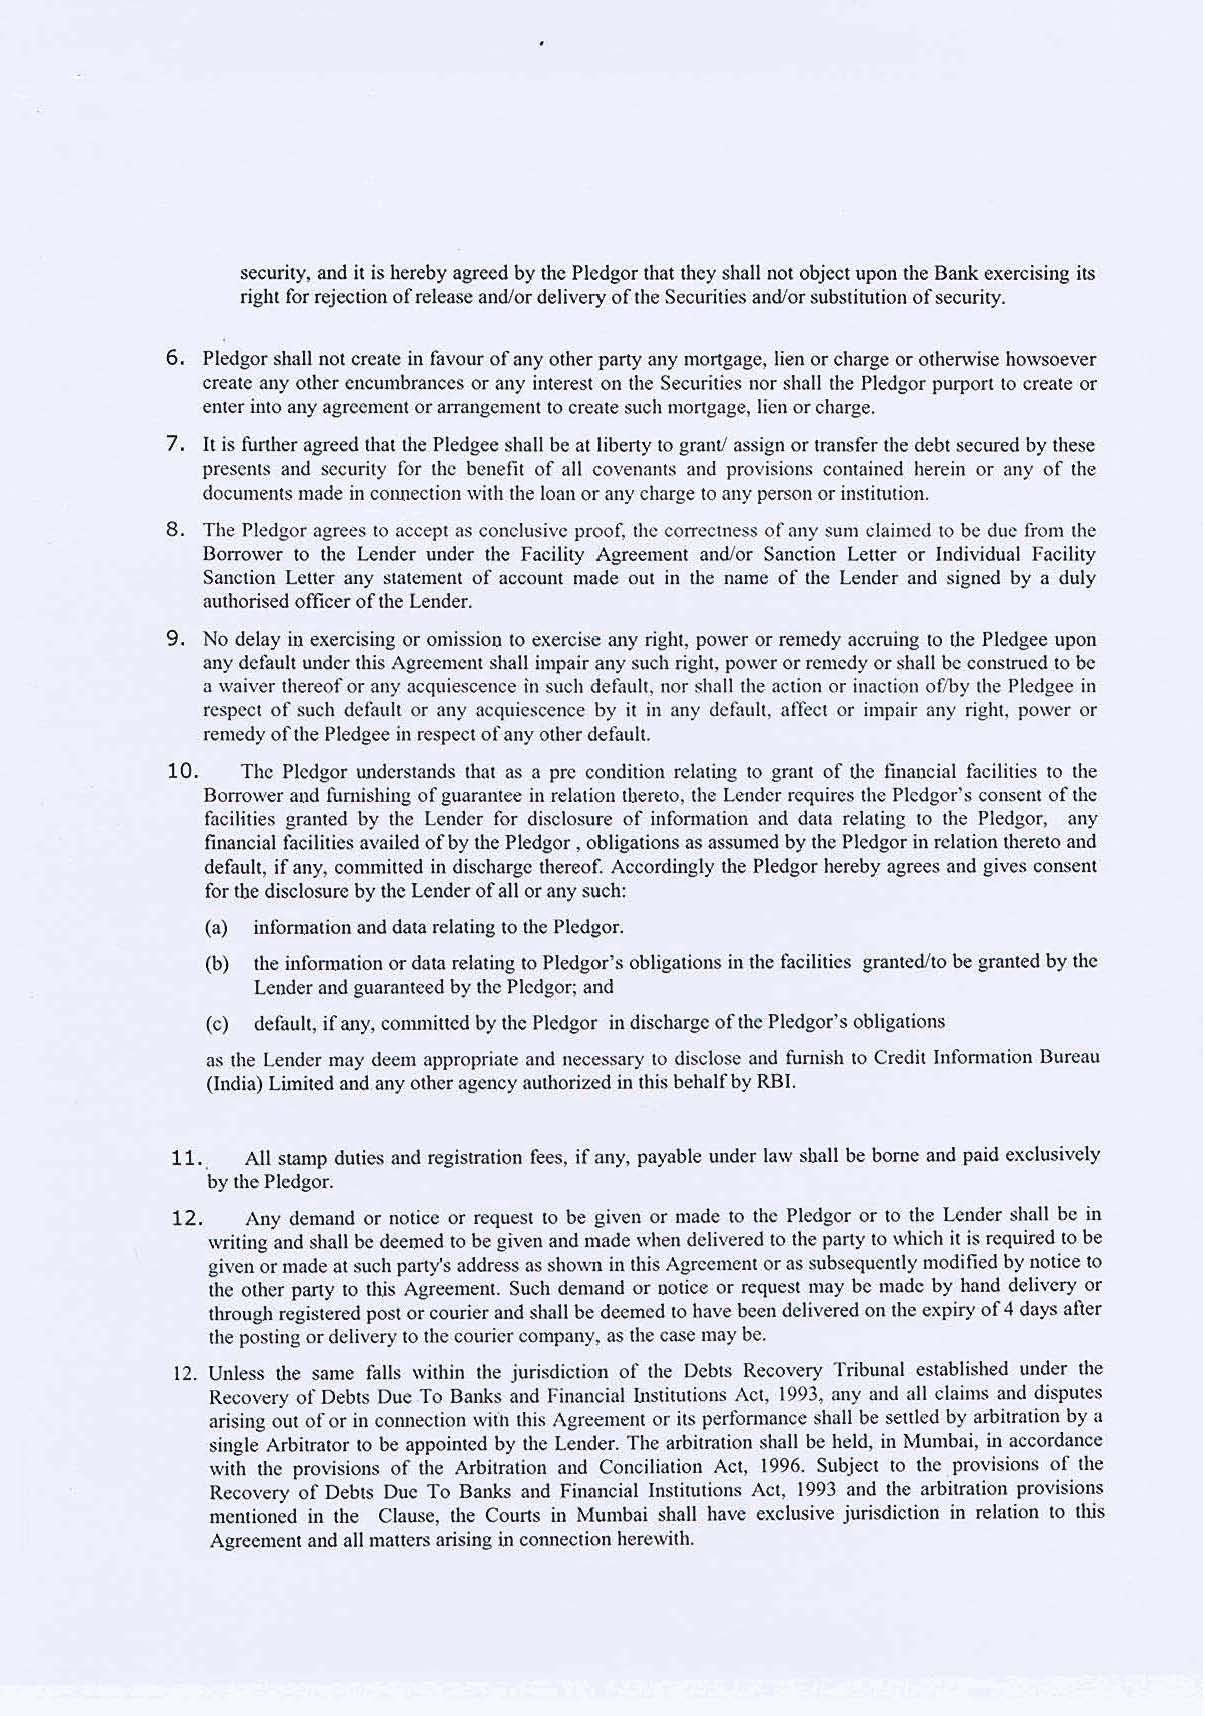 security, and it is hereby agreed by the Pledgor that they shall not object upon the Bank exercising its
right for rejection of release and/or delivery of the Securities and/or substitution of security.
6. Pledgor shall not create in favour of any other party any mortgage, lien or charge or otherwise howsoever
create any other encumbrances or any interest on the Securities nor shall the Pledgor purport to create or
enter into any agreement or arrangement to create such mortgage, lien or charge.
7. It is further agreed that the Pledgee shall be at liberty to grant/ assign or transfer the debt secured by these
presents and security for the benefit of all covenants and provisions contained herein or any of the
documents made in connection with the loan or any charge to any person or institution.
8. The Pledgor agrees to accept as conclusive proof, the correctness of any sum claimed to be due from the
Borrower to the Lender under the Facility Agreement and/or Sanction Letter or Individual Facility
Sanction Letter any statement of account made out in the name of the Lender and signed by a duly
authorised officer of the Lender.
9. No delay in exercising or omission to exercise any right, power or remedy accruing to the Pledgee upon
any default under this Agreement shall impair any such right, power or remedy or shall be construed to be
a waiver thereof or any acquiescence in such default, nor shall the action or inaction of/by the Pledgee in
respect of such default or any acquiescence by it in any default, affect or impair any right, power or
remedy of the Pledgee in respect of any other default.
10. The Pledgor understands that as a pre condition relating to grant of the financial facilities to the
Borrower and furnishing of guarantee in relation thereto, the Lender requires the Pledgor's consent of the
facilities granted by the Lender for disclosure of information and data relating to the Pledgor, any
financial facilities availed of by the Pledgor , obligations as assumed by the Pledgor in relation thereto and
default, if any, committed in discharge thereof. Accordingly the Pledgor hereby agrees and gives consent
for the disclosure by the Lender of all or any such:
(a) information and data relating to the Pledgor.
(b) the information or data relating to Pledgor's obligations in the facilities granted/to be granted by the
Lender and guaranteed by the Pledgor; and
(c) default, if any, committed by the Pledgor in discharge of the Pledgor's obligations
as the Lender may deem appropriate and necessary to disclose and furnish to Credit Information Bureau
(India) Limited and any other agency authorized in this behalf by RBI.
11. All stamp duties and registration fees, if any, payable under law shall be borne and paid exclusively
by the Pledgor.
12. Any demand or notice or request to be given or made to the Pledgor or to the Lender shall be in
writing and shall be deemed to be given and made when delivered to the party to which it is required to be
given or made at such party's address as shown in this Agreement or as subsequently modified by notice to
the other party to this Agreement. Such demand or notice or request may be made by hand delivery or
through registered post or courier and shall be deemed to have been delivered on the expiry of 4 days after
the posting or delivery to the courier company, as the case may be.
12. Unless the same falls within the jurisdiction of the Debts Recovery Tribunal established under the
Recovery of Debts Due To Banks and Financial Institutions Act, 1993, any and all claims and disputes
arising out of or in connection with this Agreement or its performance shall be settled by arbitration by a
single Arbitrator to be appointed by the Lender. The arbitration shall be held, in Mumbai, in accordance
with the provisions of the Arbitration and Conciliation Act, 1996. Subject to the provisions of the
Recovery of Debts Due To Banks and Financial Institutions Act, 1993 and the arbitration provisions
mentioned in the Clause, the Courts in Mumbai shall have exclusive jurisdiction in relation to this
Agreement and all matters arising in connection herewith.